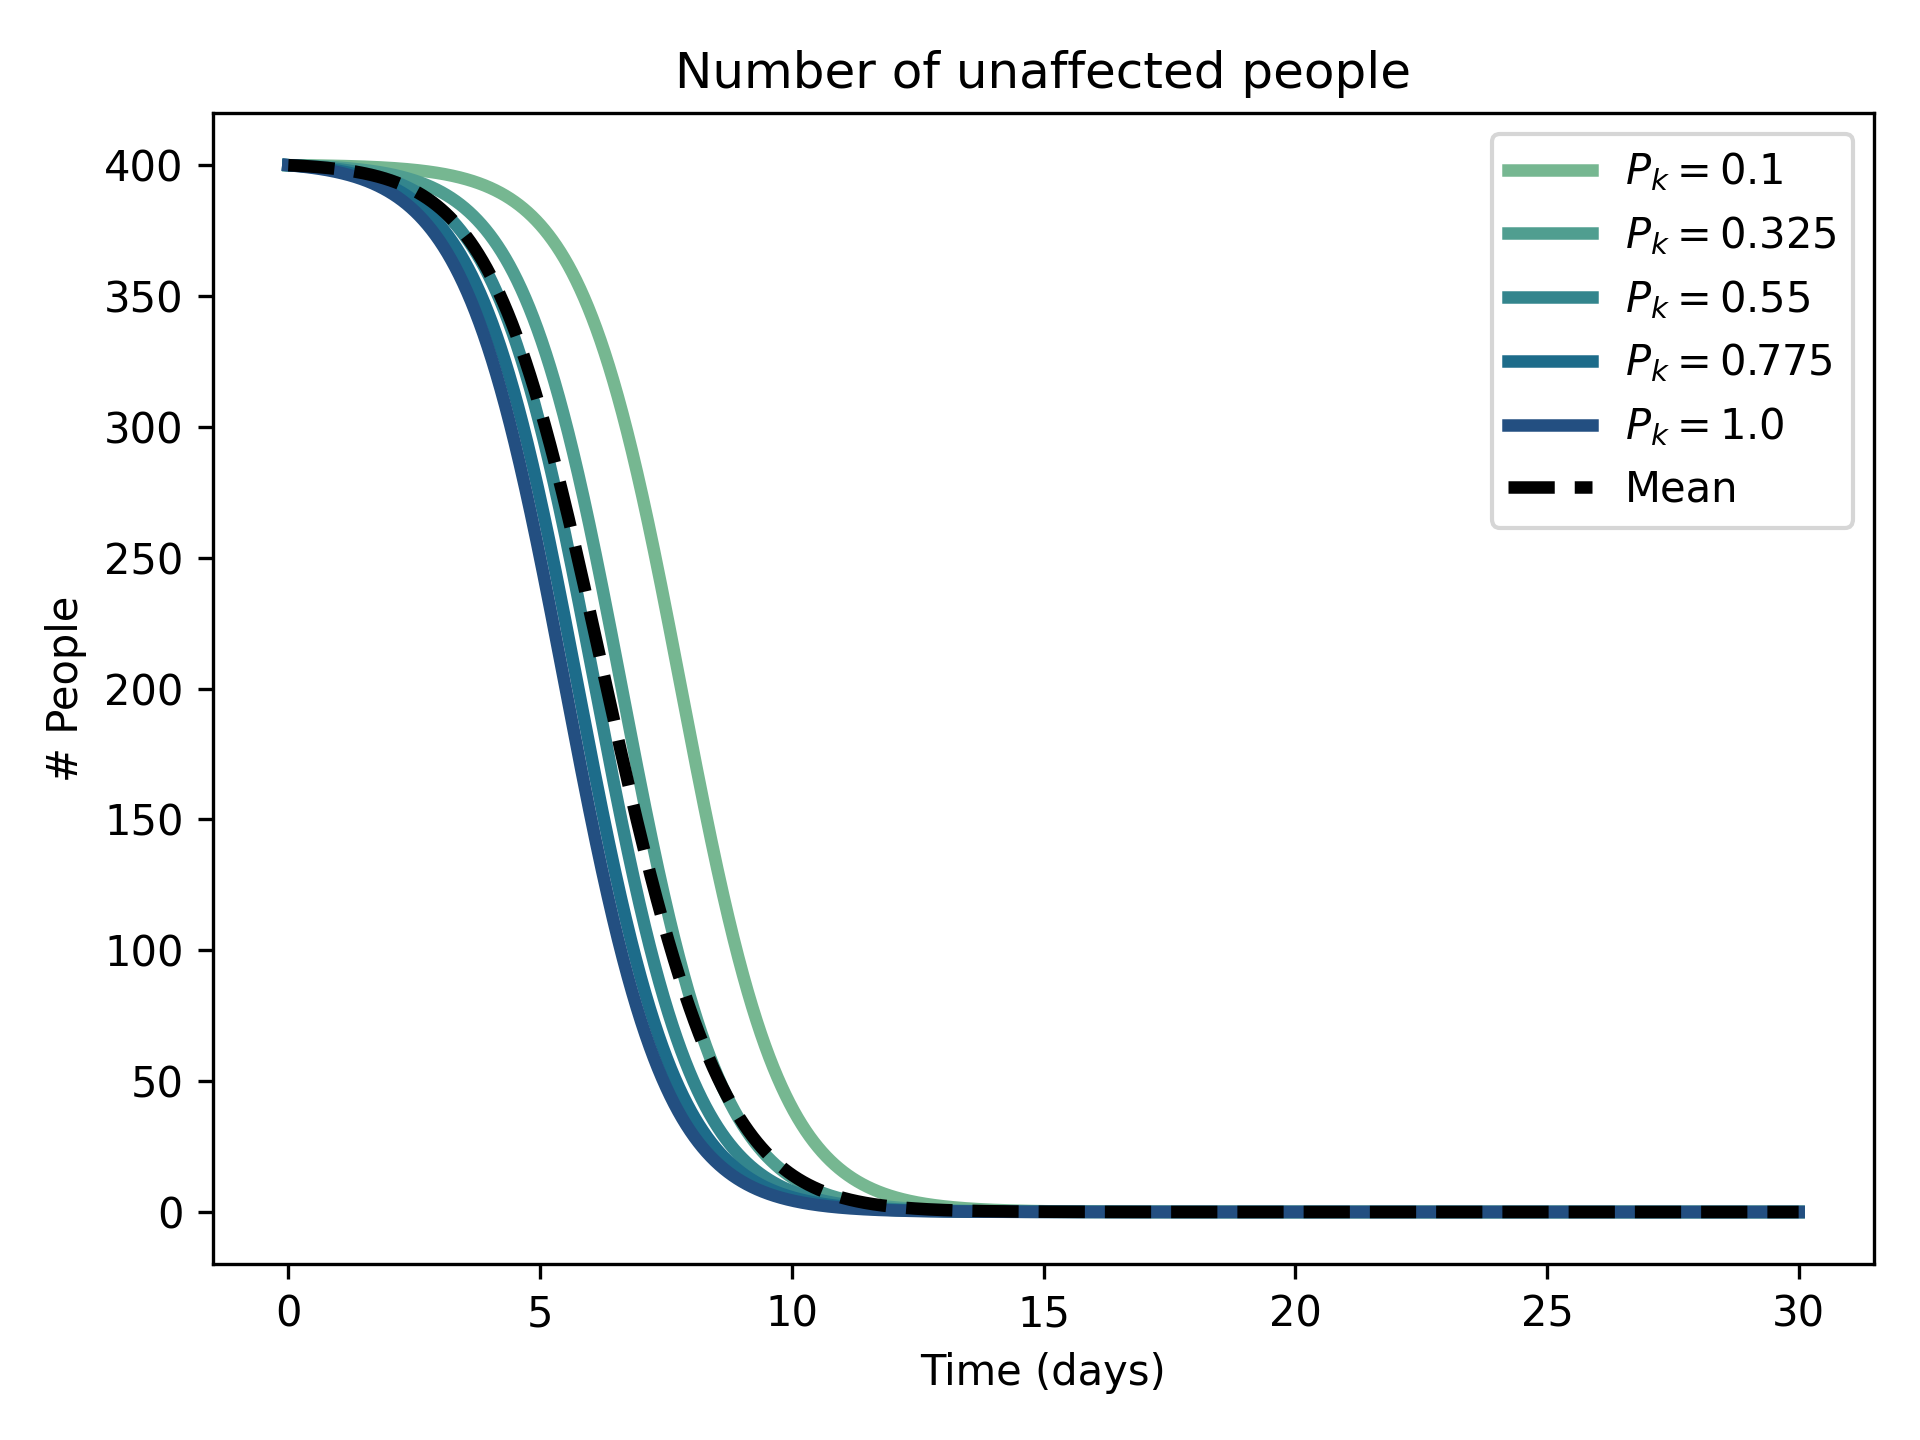 Number of unaffected people
# People
400
350
300
250
200
150
100
50
0
P_k = 0.1
P_k = 0.325
P_k = 0.55
P_k = 0.775
P_k = 1.0
Mean
0 5 10 15 20 25 30
Time (days)